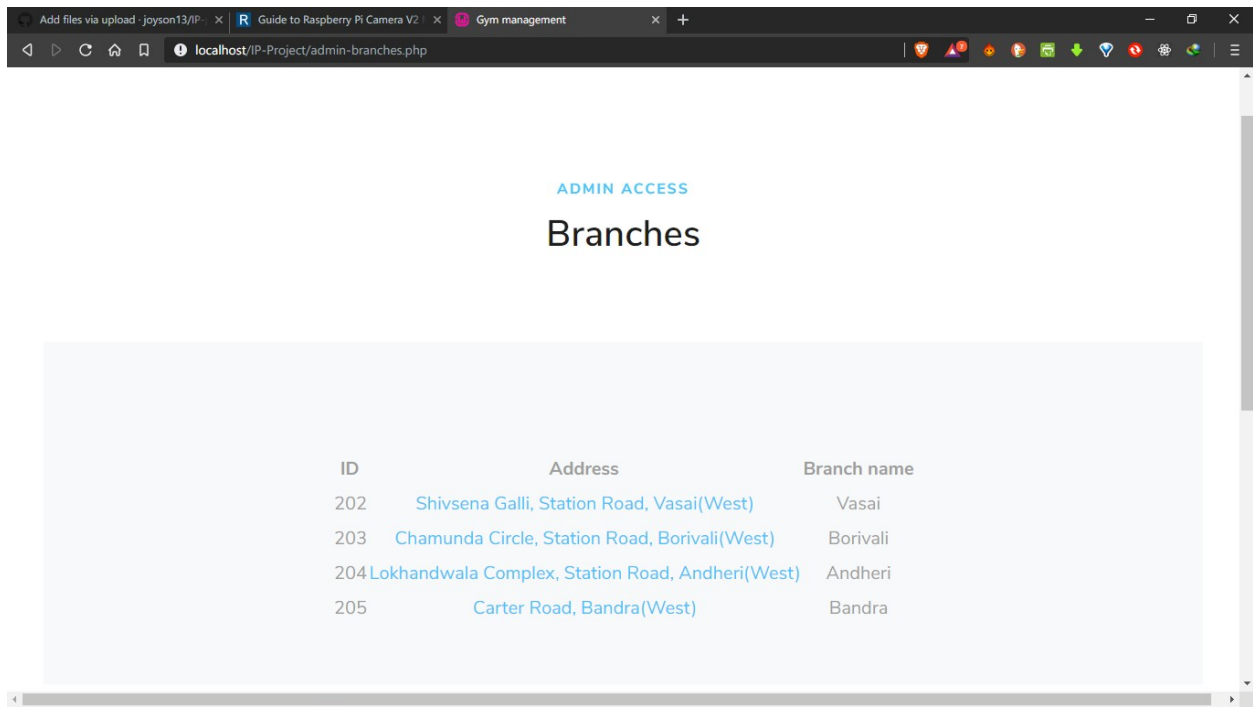 Add files via upload · joyson13/IP-
Guide to Raspberry Pi Camera V2
Gym management
localhost/IP-Project/admin-branches.php
ADMIN ACCESS
Branches
ID Address Branch name
202 Shivsena Galli, Station Road, Vasai(West) Vasai
203 Chamunda Circle, Station Road, Borivali(West) Borivali
204 Lokhandwala Complex, Station Road, Andheri(West) Andheri
205 Carter Road, Bandra(West) Bandra